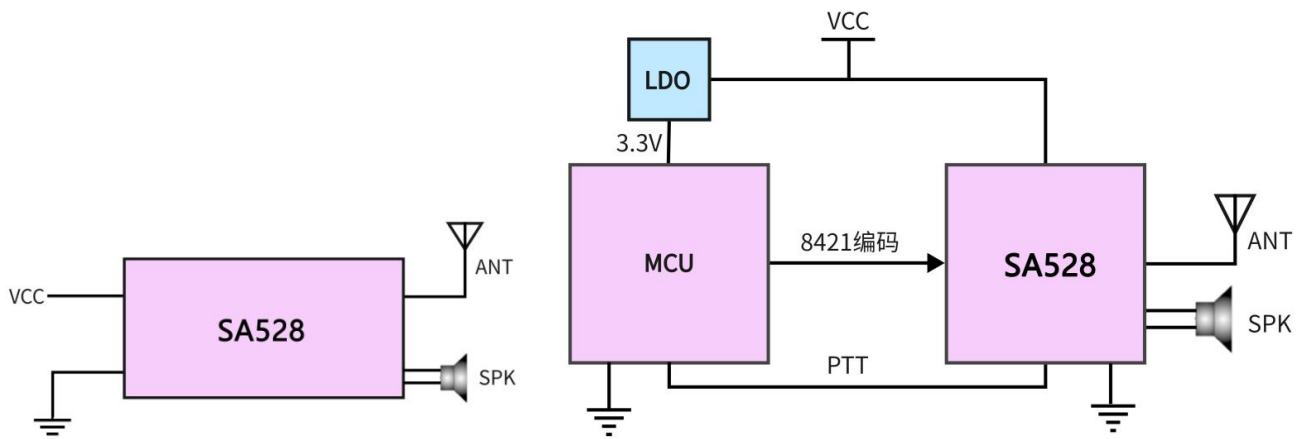 VCC
SA528
ANT
SPK
VCC
LDO
3.3V
MCU
8421编码
SA528
ANT
SPK
PTT